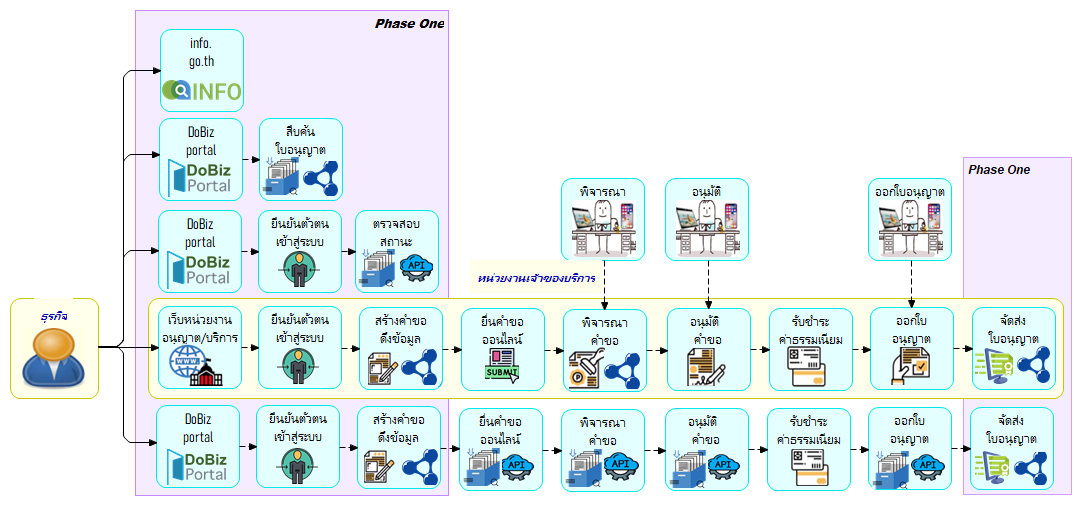 Phase One
info.
go.th
INFO
DoBiz
portal
DoBiz
Portal
สืบค้น
ใบอนุญาต
Phase One
DoBiz
portal
DoBiz
Portal
ยืนยันตัวตน
เข้าสู่ระบบ
ตรวจสอบ
สถานะ
API
พิจารณา
อนุมัติ
ออกใบอนุญาต
หน่วยงานเจ้าของบริการ
ธุรกิจ
เว็บหน่วยงาน
อนุญาต/บริการ
WWW
ยืนยันตัวตน
เข้าสู่ระบบ
สร้างคำขอ
ดึงข้อมูล
ยื่นคำขอ
ออนไลน์
SUBMIT
พิจารณา
คำขอ
อนุมัติ
คำขอ
รับชำระ
ค่าธรรมเนียม
ออกใบ
อนุญาต
จัดส่ง
ใบอนุญาต
DoBiz
portal
DoBiz
Portal
ยืนยันตัวตน
เข้าสู่ระบบ
สร้างคำขอ
ดึงข้อมูล
ยื่นคำขอ
ออนไลน์
API
พิจารณา
คำขอ
API
อนุมัติ
คำขอ
API
รับชำระ
ค่าธรรมเนียม
ออกใบ
อนุญาต
API
จัดส่ง
ใบอนุญาต